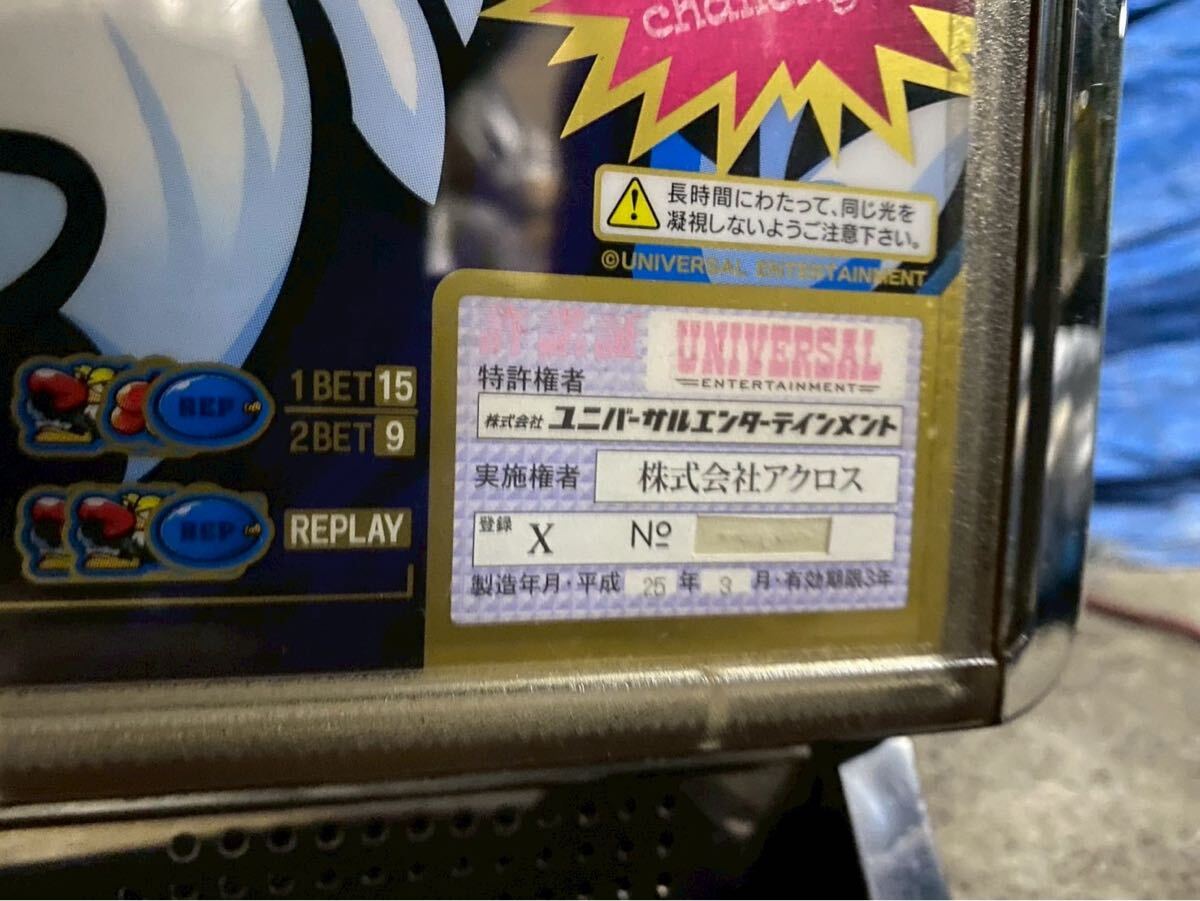 challeng
長時間にわたって、同じ光を
凝視しないようご注意下さい。
©UNIVERSAL ENTERTAINMENT
1BET 15
2BET 9
REP
REPLAY
REP
UNIVERSAL
ENTERTAINMENT
特許権者
株式会社 ユニバーサルエンターテインメント
実施権者 株式会社アクロス
登録 X No
製造年月・平成 25 年 3 月・有効期限3年